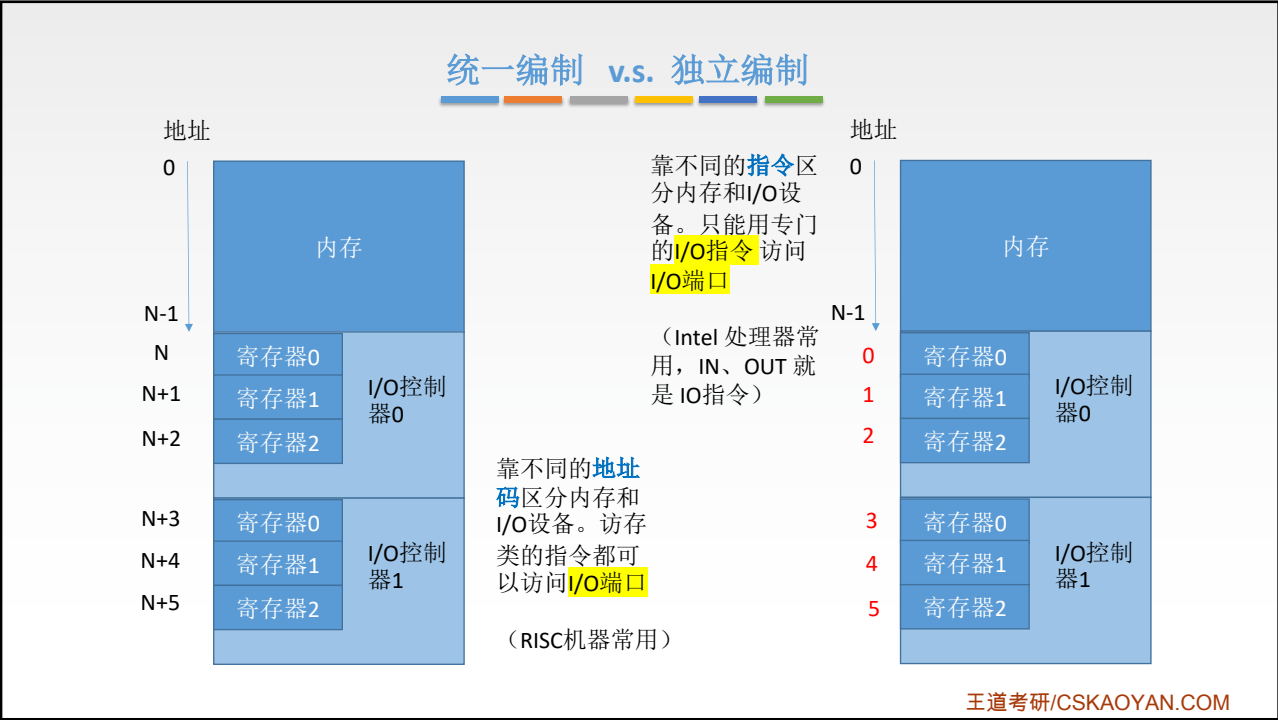 统一编制 v.s. 独立编制
地址
0
内存
N-1
N
寄存器0
N+1
寄存器1
N+2
寄存器2
I/O控制
器0
N+3
寄存器0
N+4
寄存器1
N+5
寄存器2
I/O控制
器1
靠不同的地址
码区分内存和
I/O设备。访存
类的指令都可
以访问I/O端口
（RISC机器常用）
靠不同的指令区
分内存和I/O设
备。只能用专门
的I/O指令 访问
I/O端口
（Intel 处理器常
用，IN、OUT 就
是 IO指令）
地址
0
内存
N-1
0
寄存器0
1
寄存器1
2
寄存器2
I/O控制
器0
3
寄存器0
4
寄存器1
5
寄存器2
I/O控制
器1
王道考研/CSKAOYAN.COM